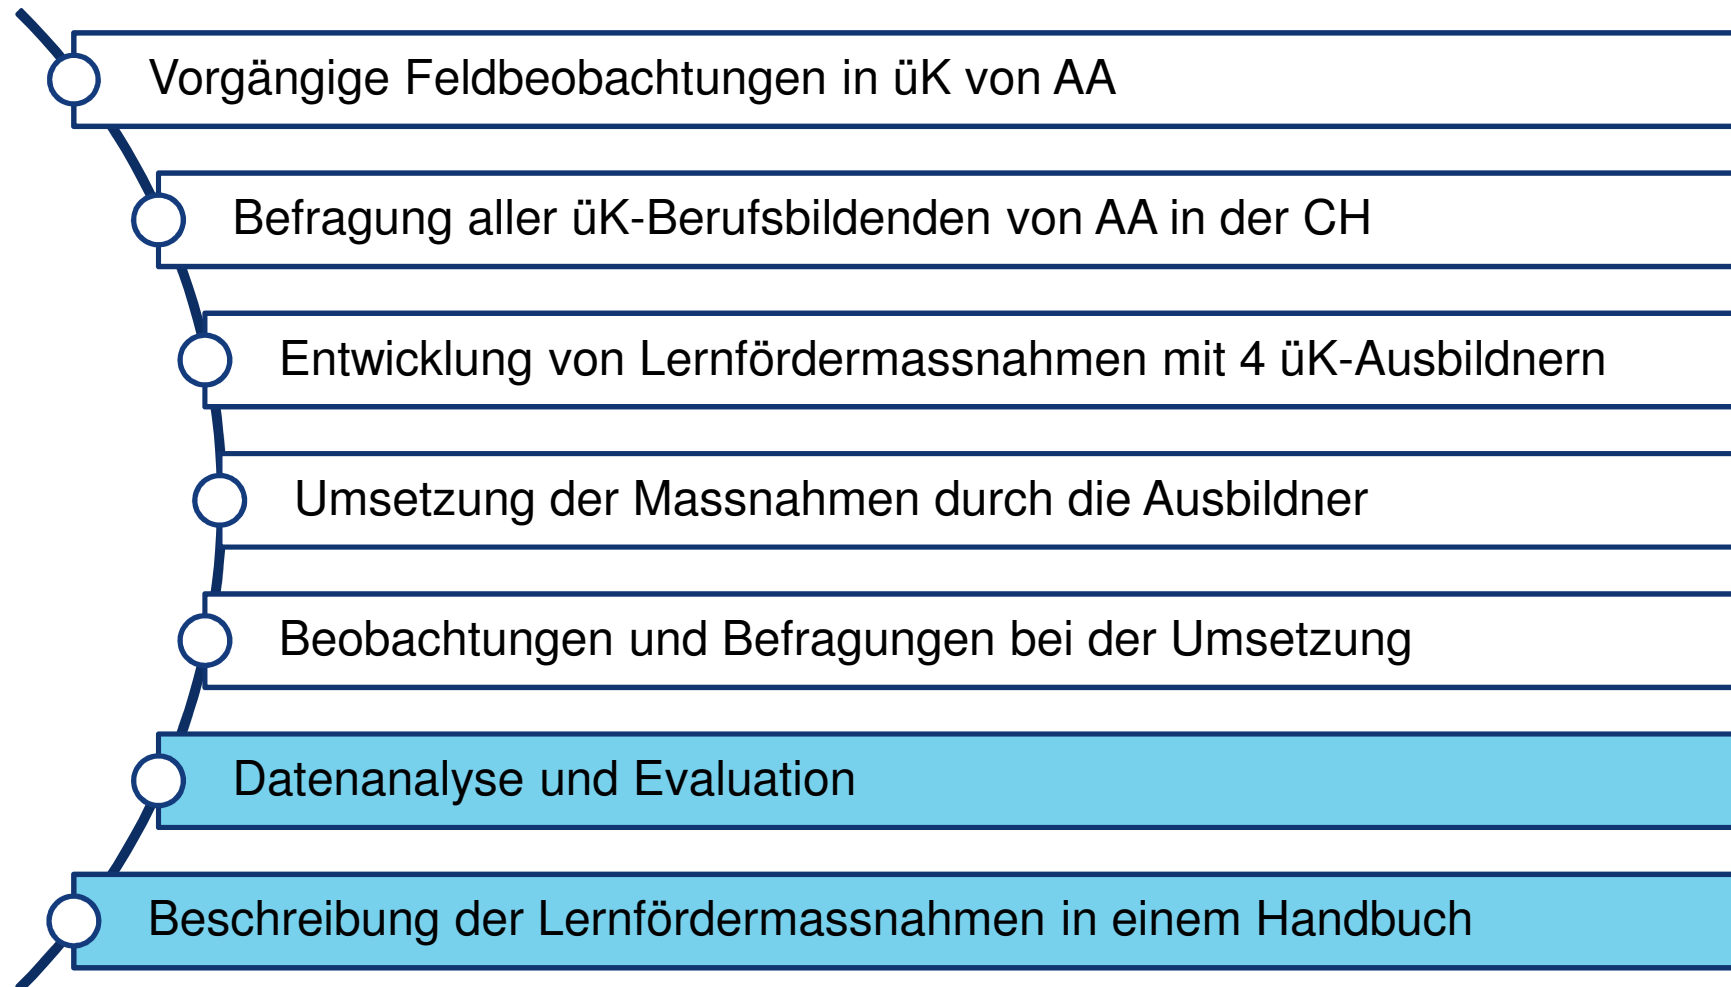 Vorgängige Feldbeobachtungen in üK von AA
Befragung aller üK-Berufsbildenden von AA in der CH
Entwicklung von Lernfördermassnahmen mit 4 üK-Ausbildnern
Umsetzung der Massnahmen durch die Ausbildner
Beobachtungen und Befragungen bei der Umsetzung
Datenanalyse und Evaluation
Beschreibung der Lernfördermassnahmen in einem Handbuch